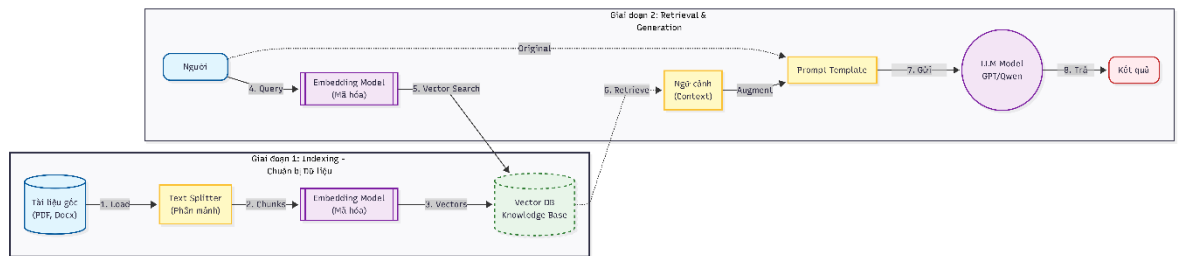 Giai đoạn 2: Retrieval &
Generation
Original
Người
4. Query
Embedding Model
(Mã hóa)
5. Vector Search
6. Retrieve
Ngữ cảnh
(Context)
Augment
Prompt Template
7. Gửi
LLM Model
GPT/Qwen
8. Trả
Kết quả
Giai đoạn 1: Indexing -
Chuẩn bị Dữ liệu
Tài liệu gốc
(PDF, Docx)
1. Load
Text Splitter
(Phân mảnh)
2. Chunks
Embedding Model
(Mã hóa)
3. Vectors
Vector DB
Knowledge Base